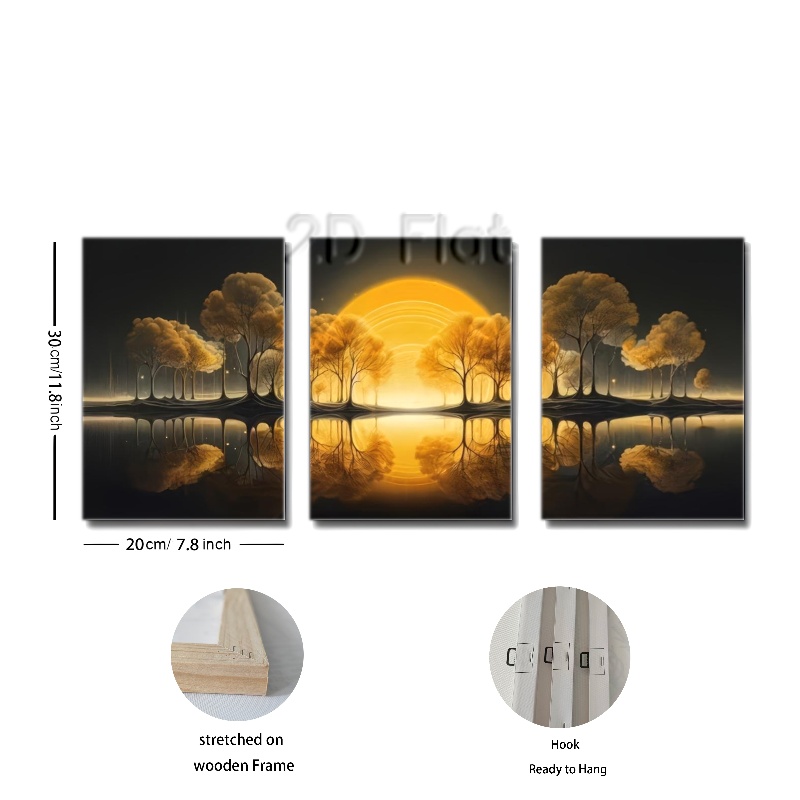 2D Flat
30cm/11.8inch
20cm/ 7.8 inch
stretched on
wooden Frame
Hook
Ready to Hang